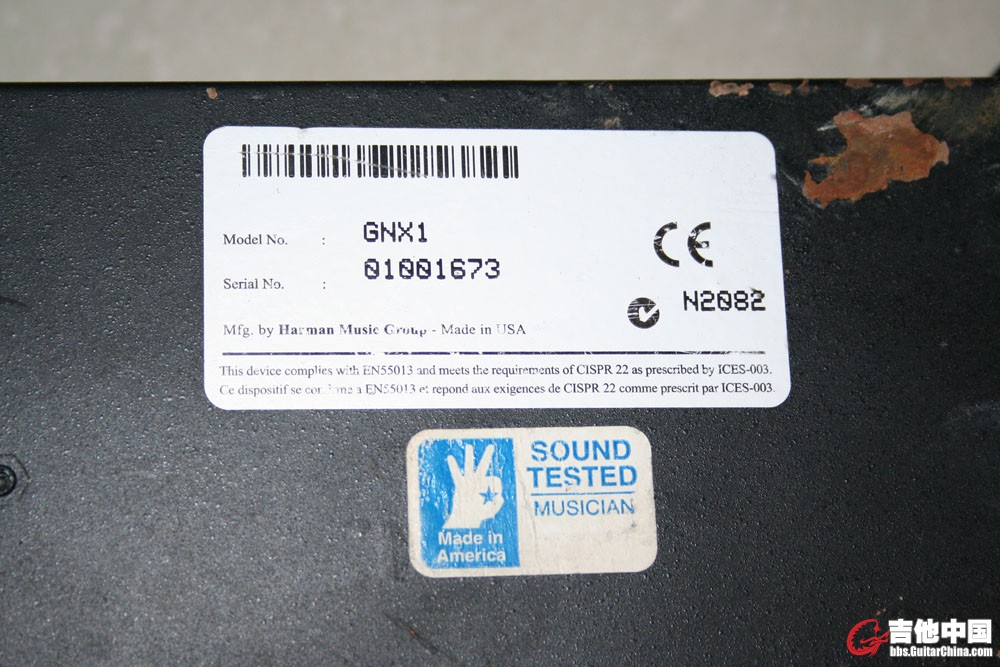 Model No. : GNX1
Serial No. : 01001673
N2082
Mfg. by Harman Music Group - Made in USA
This device complies with EN55013 and meets the requirements of CISPR 22 as prescribed by ICES-003.
Ce dispositif se conforme a EN55013 et repond aux exigences de CISPR 22 comme prescrit par ICES-003.
SOUND
TESTED
MUSICIAN
Made in
America
吉他中国
bbs.GuitarChina.com